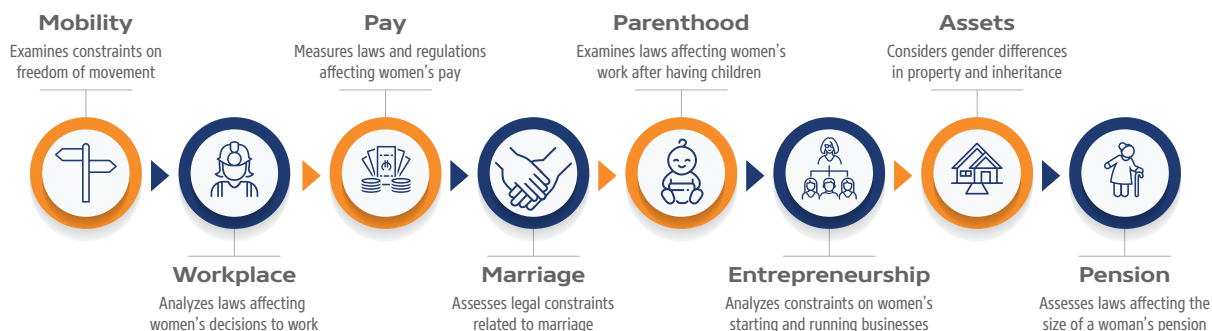 Mobility
Examines constraints on
freedom of movement
Pay
Measures laws and regulations
affecting women's pay
Parenthood
Examines laws affecting women's
work after having children
Assets
Considers gender differences
in property and inheritance
Workplace
Analyzes laws affecting
women's decisions to work
Marriage
Assesses legal constraints
related to marriage
Entrepreneurship
Analyzes constraints on women's
starting and running businesses
Pension
Assesses laws affecting the
size of a woman's pension